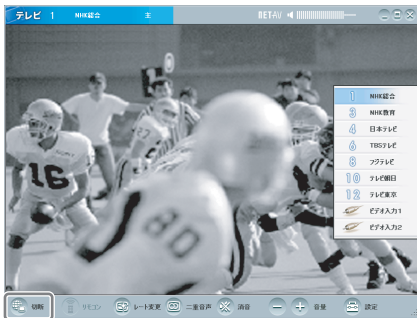 テレビ 1 NHK総合 主 NET-AV
1 NHK総合
3 NHK教育
4 日本テレビ
6 TBSテレビ
8 フジテレビ
10 テレビ朝日
12 テレビ東京
ビデオ入力1
ビデオ入力2
16
80
切断 リモコン レート変更 二重音声 消音 音量 設定